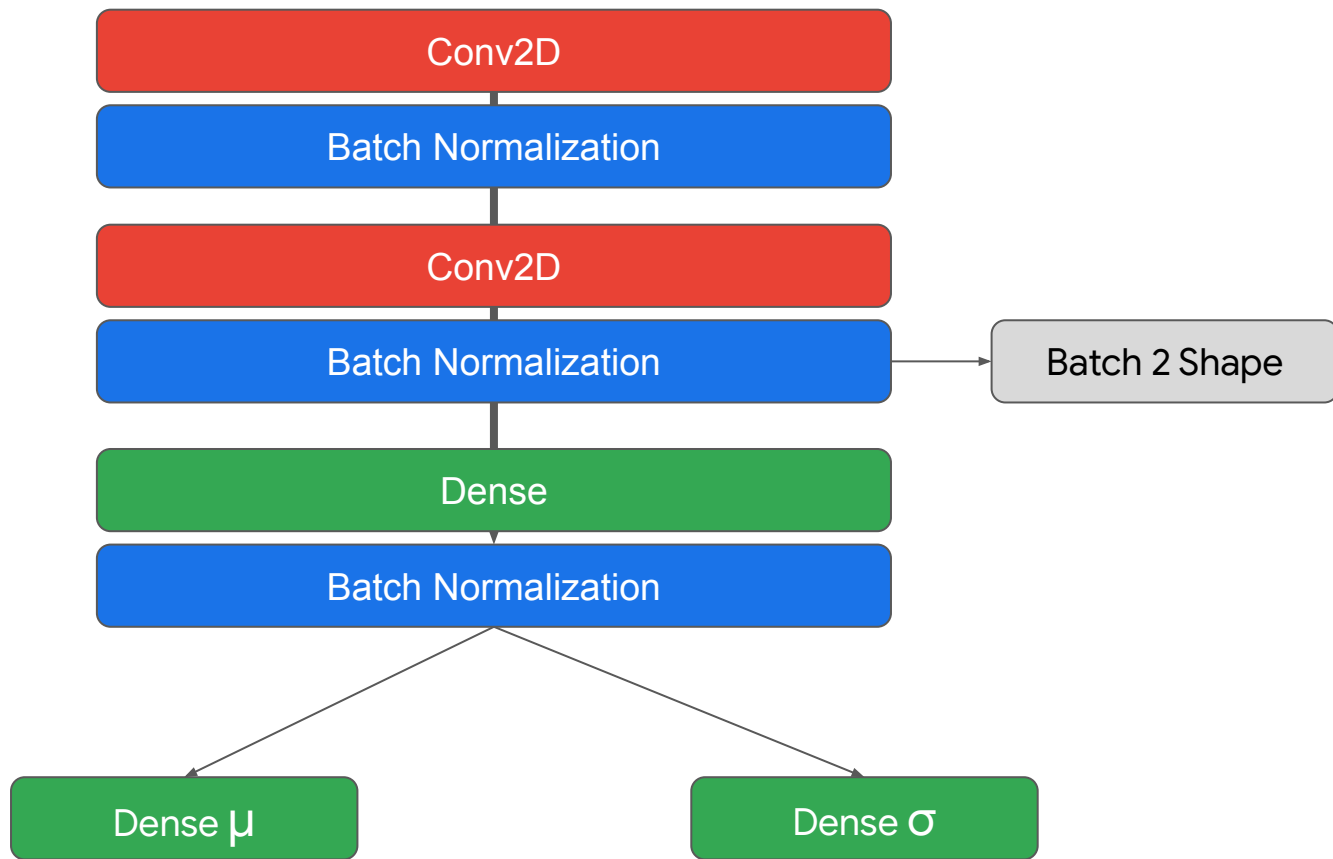 Conv2D
Batch Normalization
Conv2D
Batch Normalization
Batch 2 Shape
Dense
Batch Normalization
Dense μ
Dense σ